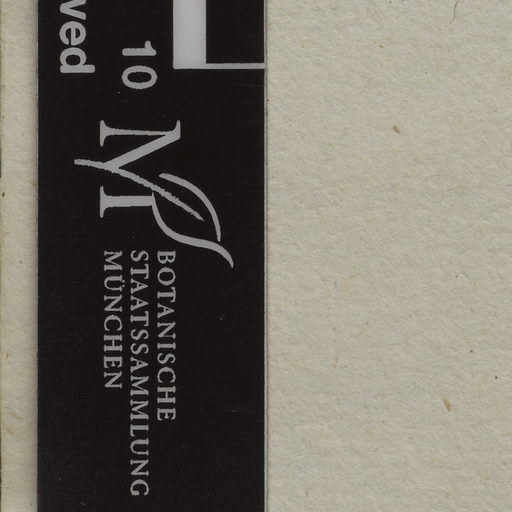 ved
10
M
BOTANISCHE
STAATSSAMMLUNG
MÜNCHEN